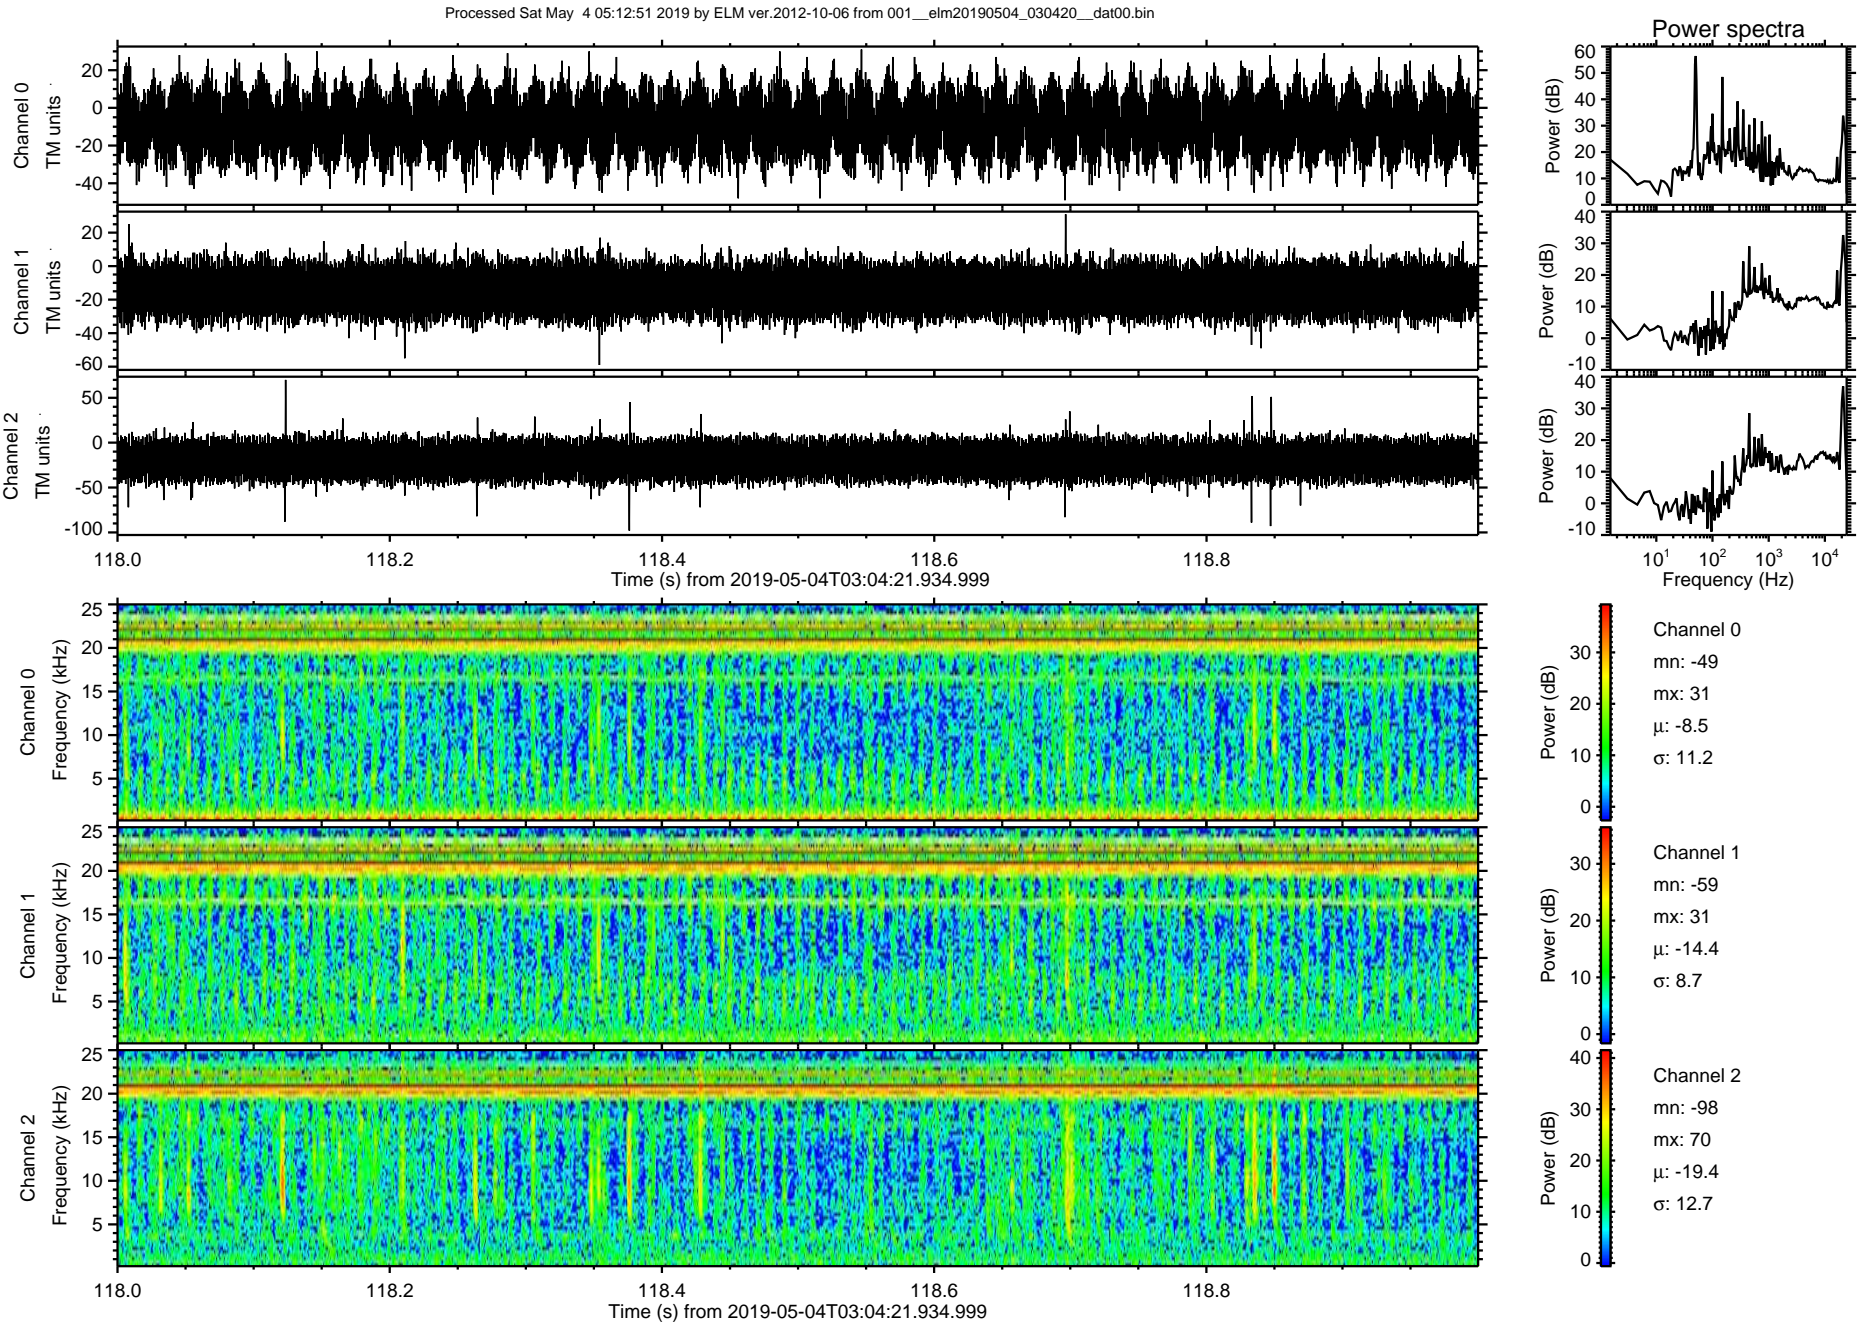 Processed Sat May  4 05:12:51 2019 by ELM ver.2012-10-06 from 001__elm20190504_030420__dat00.bin
Power spectra
Channel 0
TM units
20
0
-20
-40
Power (dB)
60
50
40
30
20
10
0
Channel 1
TM units
20
0
-20
-40
-60
Power (dB)
40
30
20
10
0
-10
Channel 2
TM units
50
0
-50
-100
Power (dB)
40
30
20
10
0
-10
118.0 118.2 118.4 118.6 118.8
Time (s) from 2019-05-04T03:04:21.934.999
10¹ 10² 10³ 10⁴
Frequency (Hz)
Channel 0
Frequency (kHz)
25
20
15
10
5
Power (dB)
30
20
10
0
Channel 0
mn: -49
mx: 31
μ: -8.5
σ: 11.2
Channel 1
Frequency (kHz)
25
20
15
10
5
Power (dB)
30
20
10
0
Channel 1
mn: -59
mx: 31
μ: -14.4
σ: 8.7
Channel 2
Frequency (kHz)
25
20
15
10
5
Power (dB)
40
30
20
10
0
Channel 2
mn: -98
mx: 70
μ: -19.4
σ: 12.7
118.0 118.2 118.4 118.6 118.8
Time (s) from 2019-05-04T03:04:21.934.999